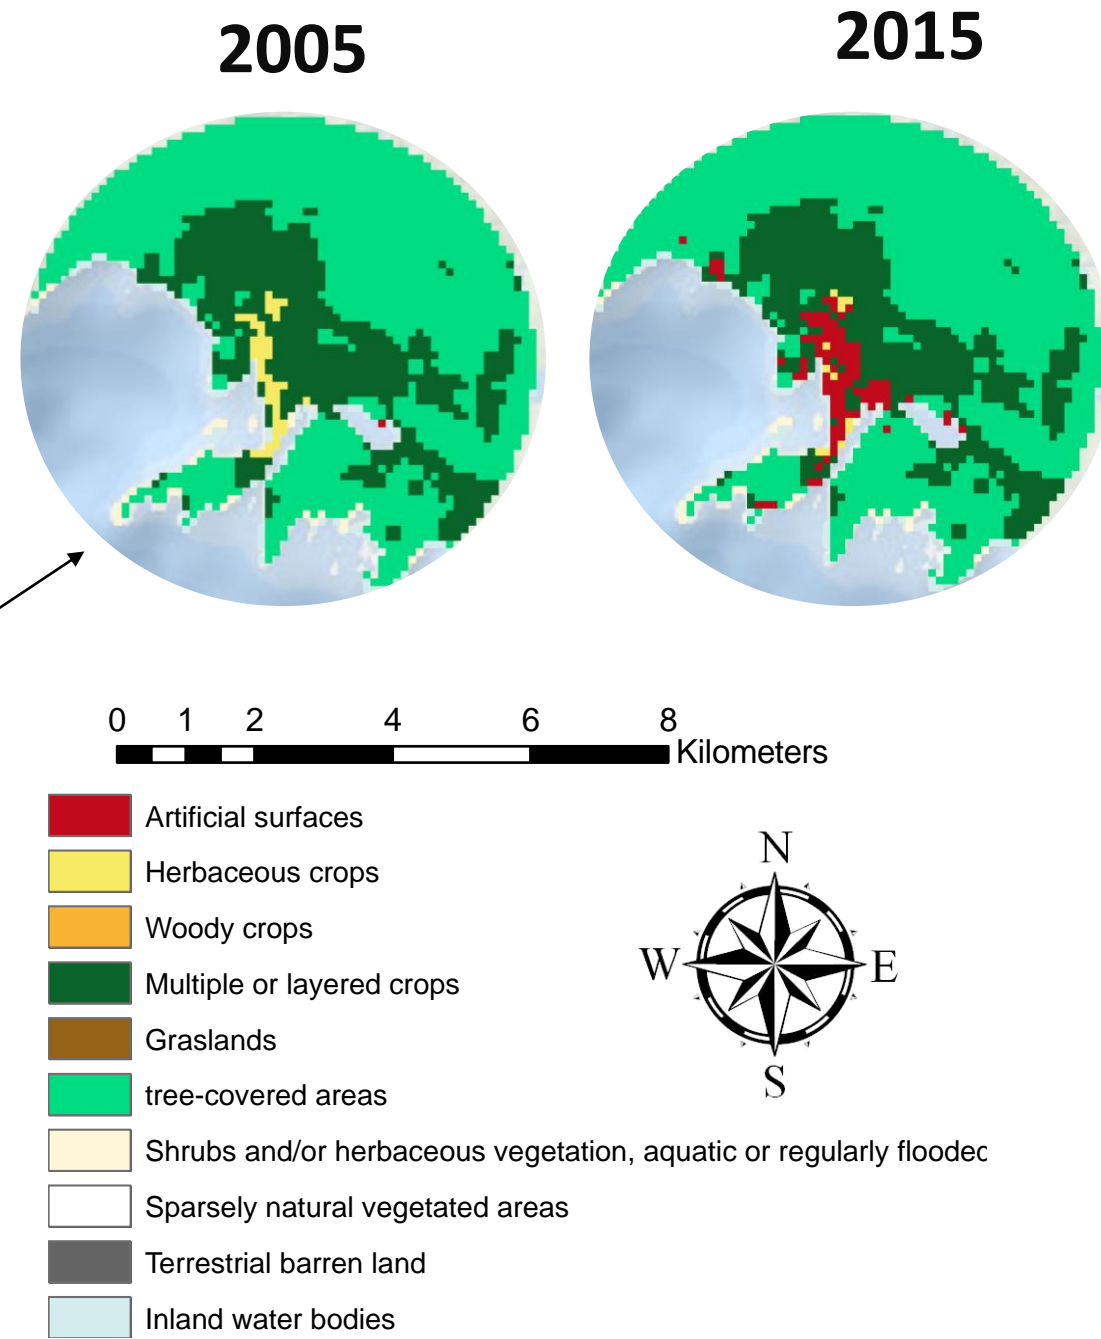 2005
2015
0 1 2 4 6 8
Kilometers
Artificial surfaces
Herbaceous crops
Woody crops
Multiple or layered crops
Graslands
tree-covered areas
Shrubs and/or herbaceous vegetation, aquatic or regularly
Sparsely natural vegetated areas
Terrestrial barren land
Inland water bodies
N
W
E
S